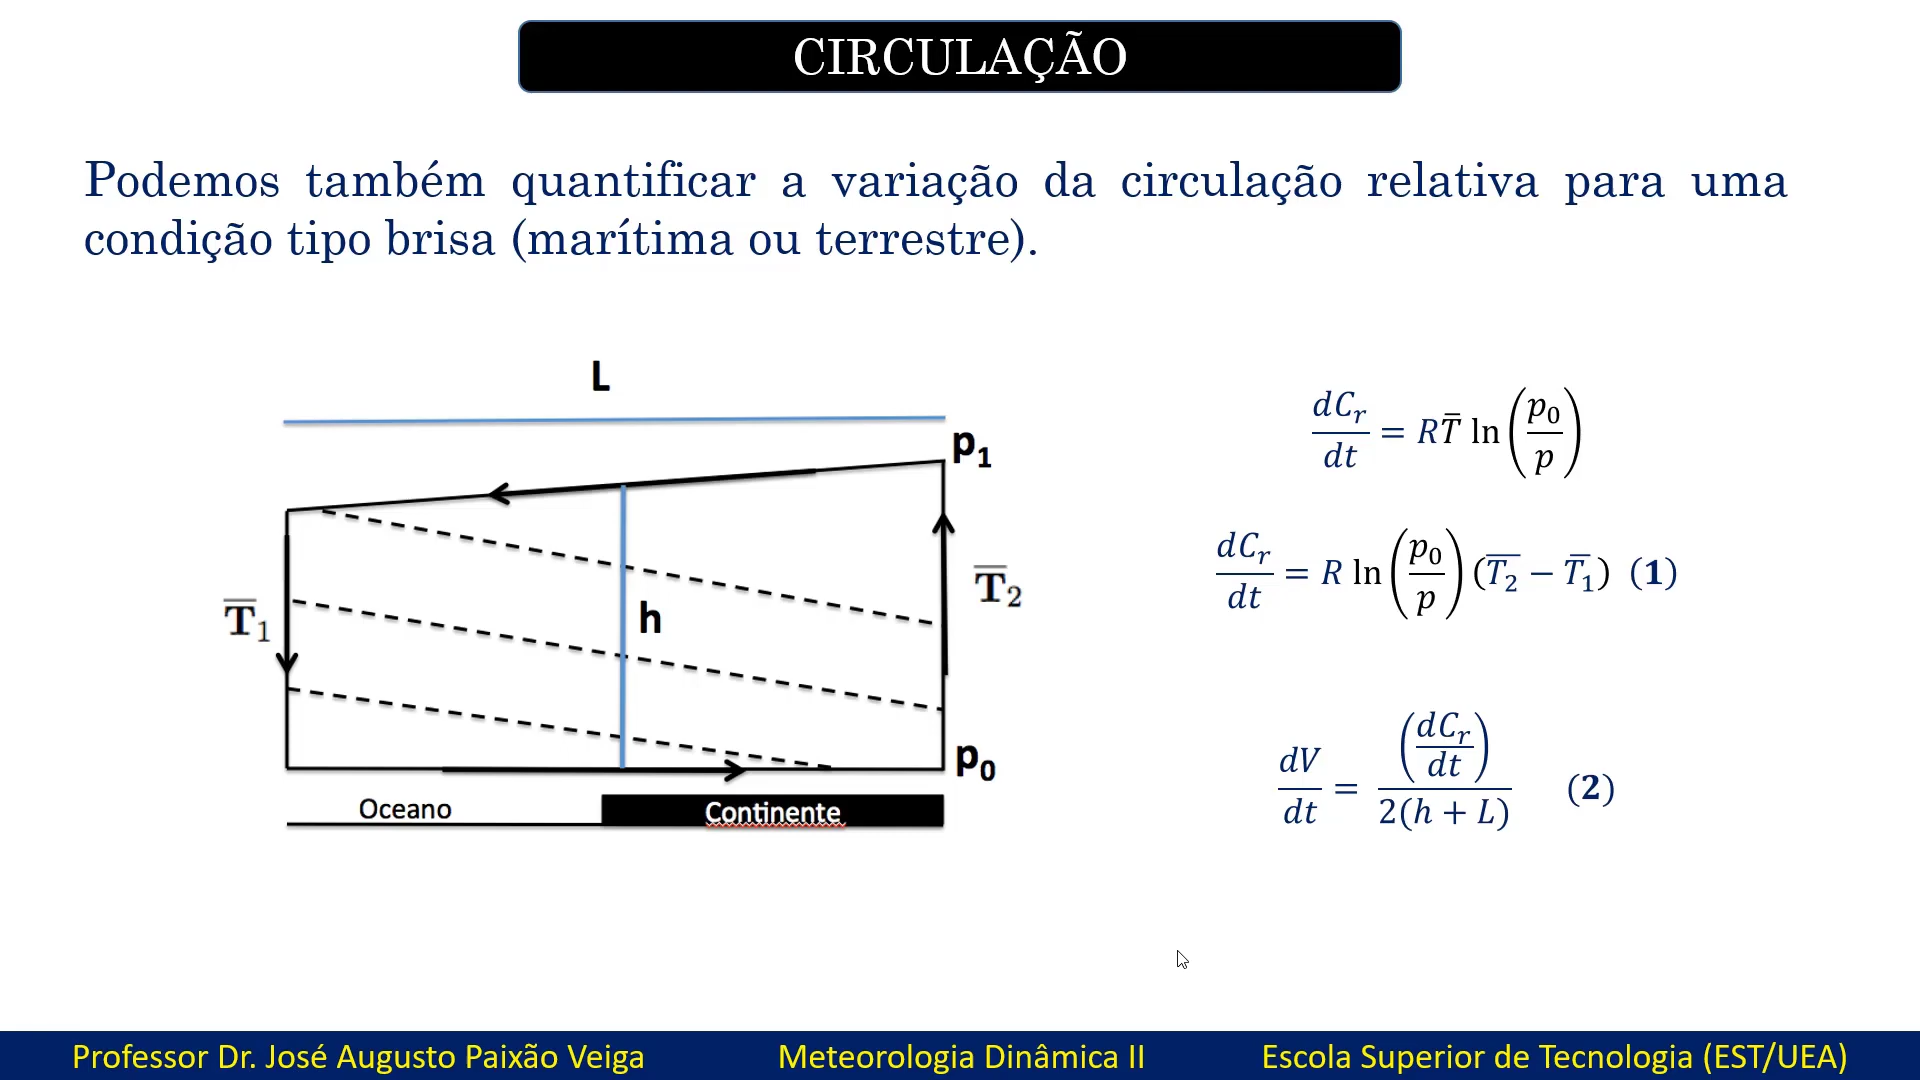 CIRCULAÇÃO
Podemos também quantificar a variação da circulação relativa para uma
condição tipo brisa (marítima ou terrestre).
L
p₁
T̅₁
h
T̅₂
p₀
Oceano
Continente
dCᵣ/dt = RT̅ ln(p₀/p)
dCᵣ/dt = R ln(p₀/p) (T̅₂ − T̅₁) (1)
dV/dt = (dCᵣ/dt)/2(h + L) (2)
Professor Dr. José Augusto Paixão Veiga Meteorologia Dinâmica II Escola Superior de Tecnologia (EST/UEA)